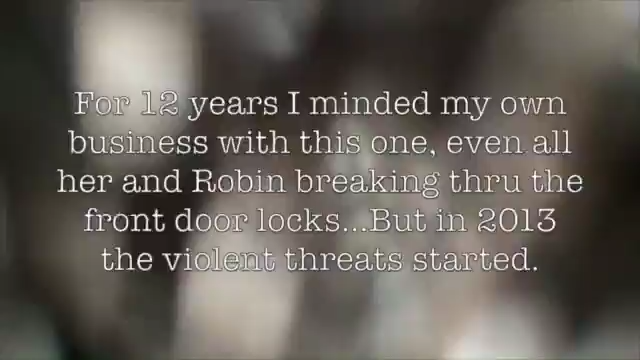 For 12 years I minded my own
business with this one, even all
her and Robin breaking thru the
front door locks...But in 2013
the violent threats started.